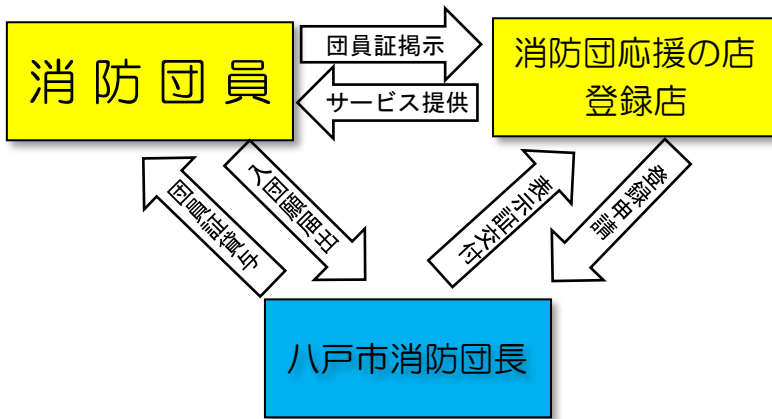 消防団員
団員証掲示
サービス提供
消防団応援の店
登録店
団員証貸与
入団願届出
表示証交付
登録申請
八戸市消防団長